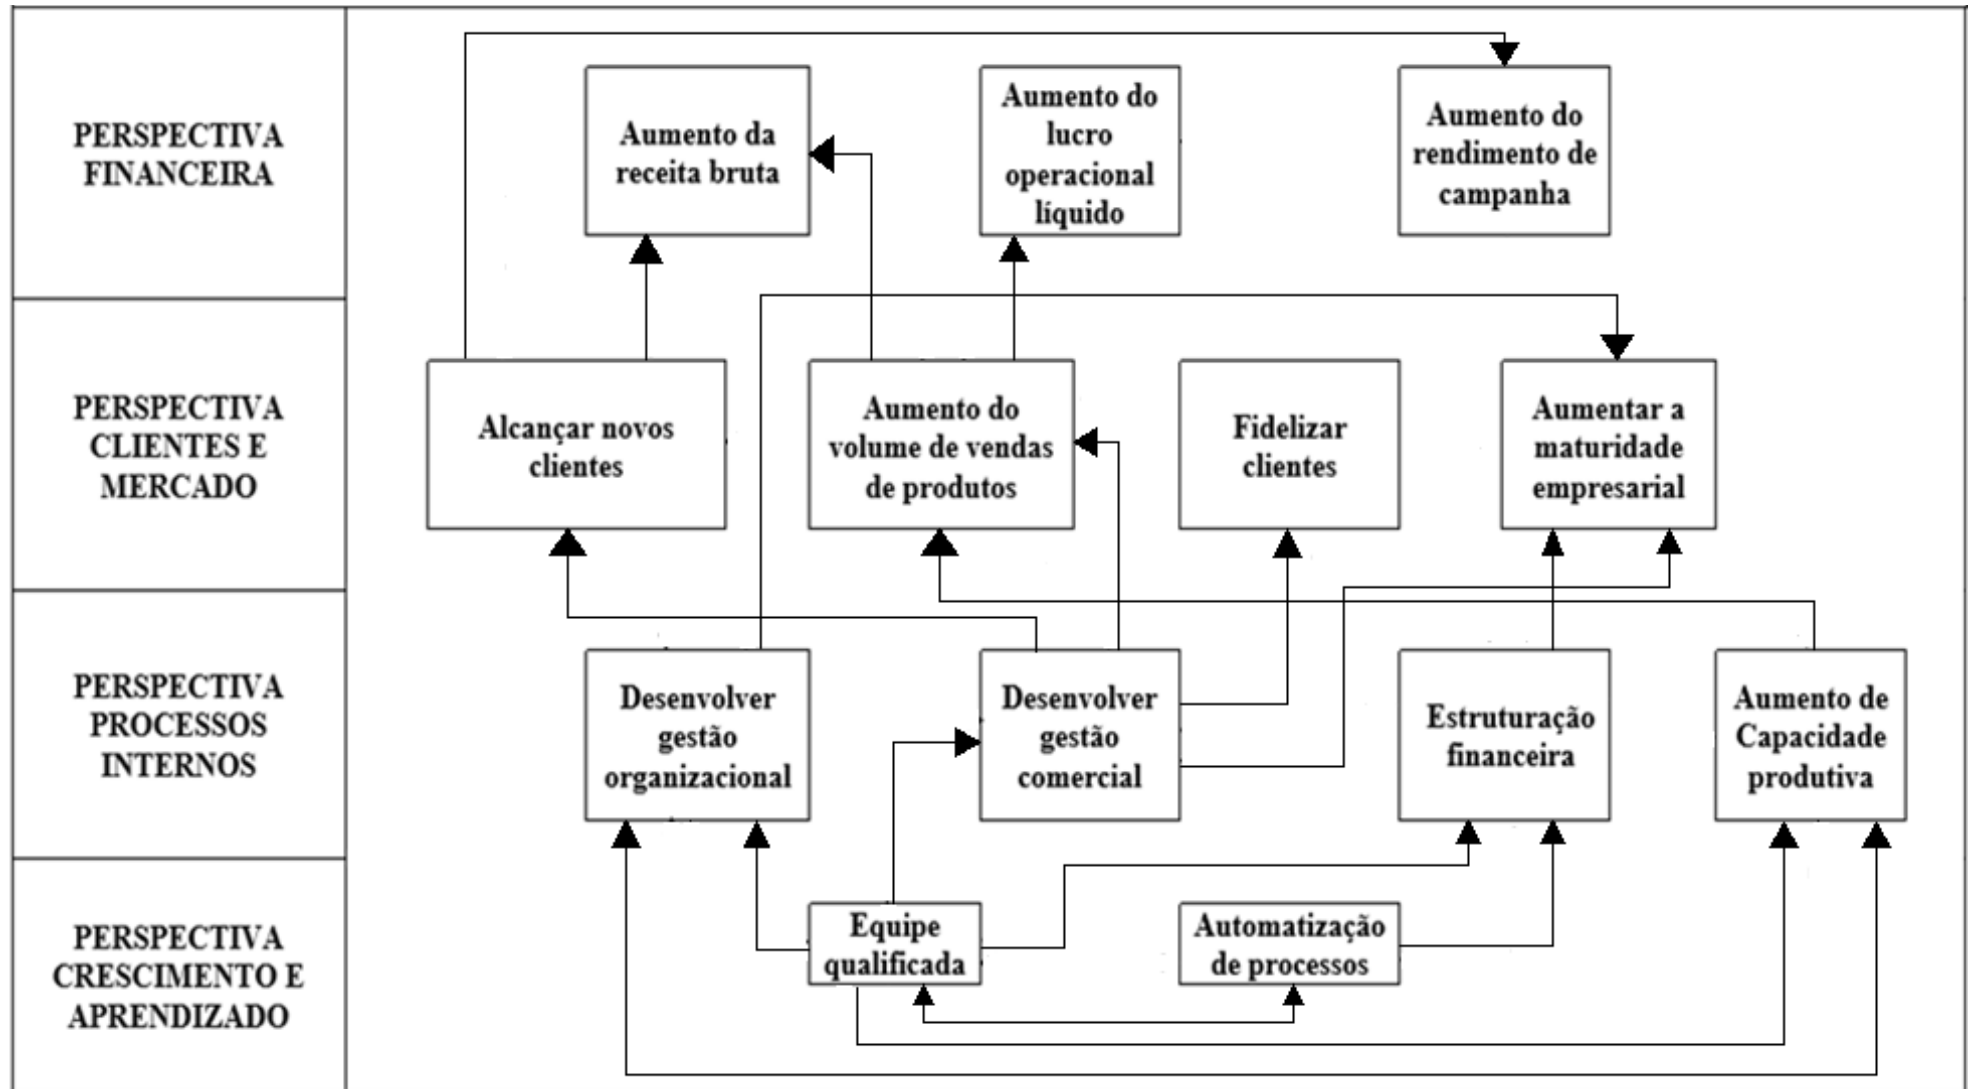 PERSPECTIVA
FINANCEIRA
Aumento da
receita bruta
Aumento do
lucro
operacional
líquido
Aumento do
rendimento de
campanha
PERSPECTIVA
CLIENTES E
MERCADO
Alcançar novos
clientes
Aumento do
volume de vendas
de produtos
Fidelizar
clientes
Aumentar a
maturidade
empresarial
PERSPECTIVA
PROCESSOS
INTERNOS
Desenvolver
gestão
organizacional
Desenvolver
gestão
comercial
Estruturação
financeira
Aumento de
Capacidade
produtiva
PERSPECTIVA
CRESCIMENTO E
APRENDIZADO
Equipe
qualificada
Automatização
de processos